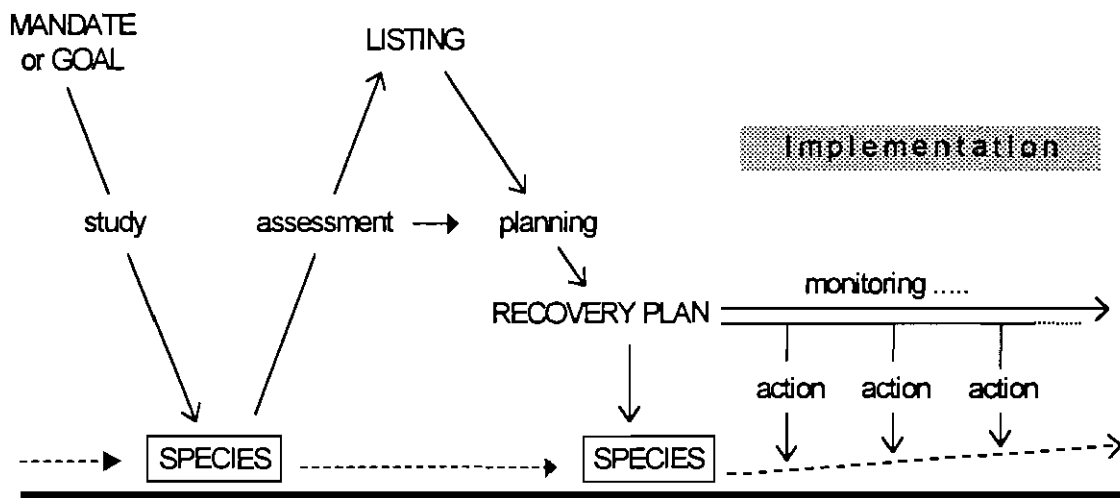 MANDATE
or GOAL
LISTING
Implementation
study
assessment
planning
monitoring .....
RECOVERY PLAN
action
action
action
SPECIES
SPECIES